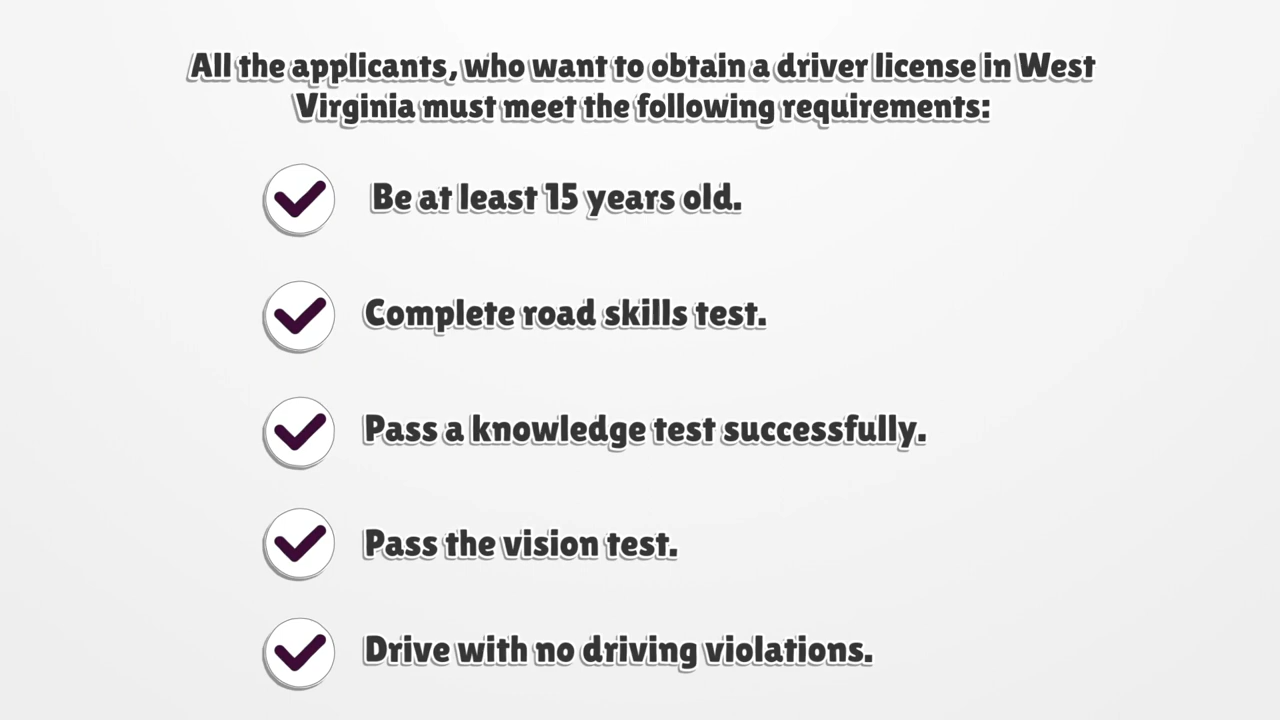 All the applicants, who want to obtain a driver license in West
Virginia must meet the following requirements:
Be at least 15 years old.
Complete road skills test.
Pass a knowledge test successfully.
Pass the vision test.
Drive with no driving violations.